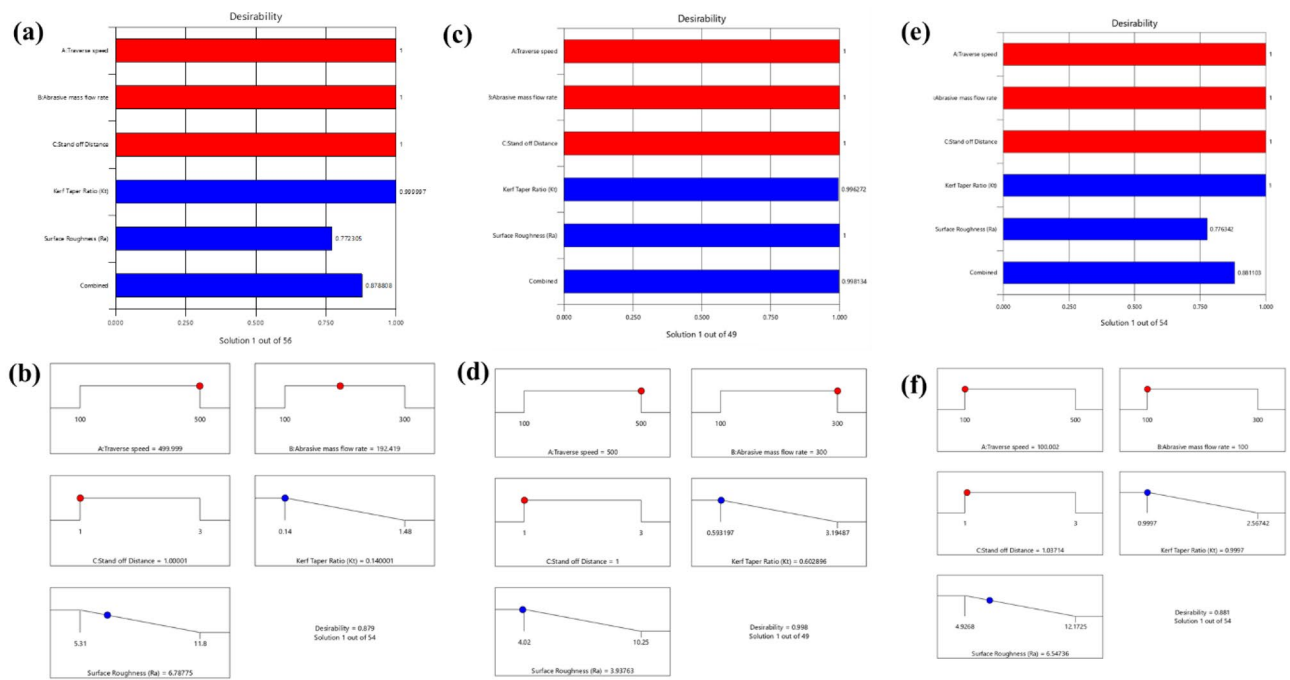 (a)
Desirability
A:Traverse speed
1
B:Abrasive mass flow rate
1
C:Stand off Distance
1
Kerf Taper Ratio (Kt)
0.999997
Surface Roughness (Ra)
0.772305
Combined
0.878808
0.000 0.250 0.500 0.750 1.000
Solution 1 out of 56
(c)
Desirability
A:Traverse speed
1
B:Abrasive mass flow rate
1
C:Stand off Distance
1
Kerf Taper Ratio (Kt)
0.996272
Surface Roughness (Ra)
1
Combined
0.998134
0.000 0.250 0.500 0.750 1.000
Solution 1 out of 49
(e)
Desirability
A:Traverse speed
1
Abrasive mass flow rate
1
C:Stand off Distance
1
Kerf Taper Ratio (Kt)
1
Surface Roughness (Ra)
0.776342
Combined
0.881103
0.000 0.250 0.500 0.750 1.000
Solution 1 out of 54
(b)
100 500
A:Traverse speed = 499.999
100 300
B:Abrasive mass flow rate = 192.419
1 3
C:Stand off Distance = 1.00001
0.14 1.48
Kerf Taper Ratio (Kt) = 0.140001
5.31 11.8
Surface Roughness (Ra) = 6.78775
Desirability = 0.879
Solution 1 out of 54
(d)
100 500
A:Traverse speed = 500
100 300
B:Abrasive mass flow rate = 300
1 3
C:Stand off Distance = 1
0.593197 3.19487
Kerf Taper Ratio (Kt) = 0.602896
4.02 10.25
Surface Roughness (Ra) = 3.93763
Desirability = 0.998
Solution 1 out of 49
(f)
100 500
A:Traverse speed = 100.002
100 300
B:Abrasive mass flow rate = 100
1 3
C:Stand off Distance = 1.03714
0.9997 2.56742
Kerf Taper Ratio (Kt) = 0.9997
4.9268 12.1725
Surface Roughness (Ra) = 6.54736
Desirability = 0.881
Solution 1 out of 54